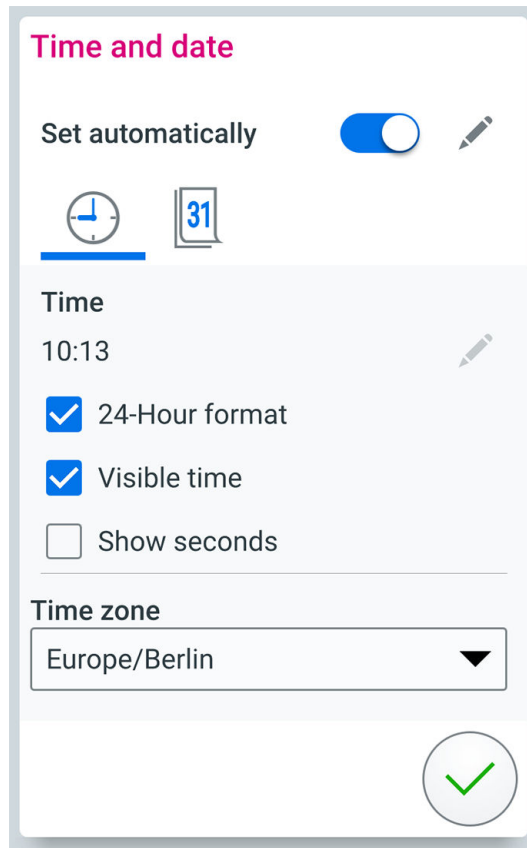 Time and date
Set automatically
31
Time
10:13
24-Hour format
Visible time
Show seconds
Time zone
Europe/Berlin